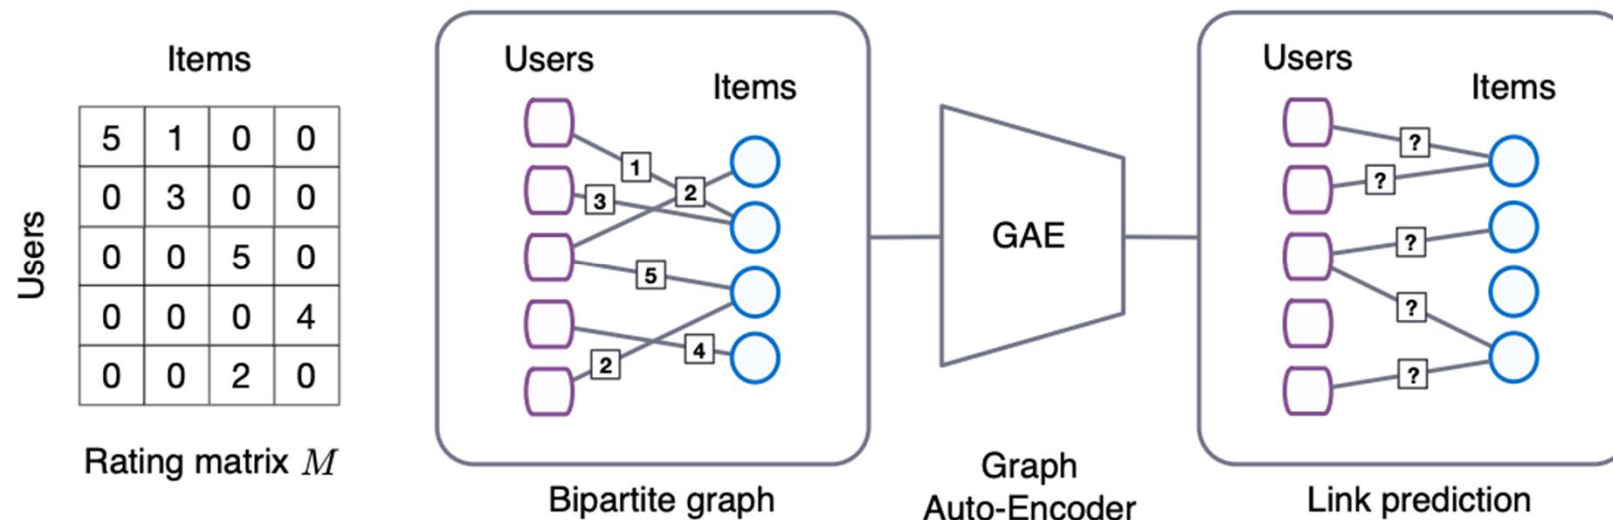 Items
Users
5 1 0 0
0 3 0 0
0 0 5 0
0 0 0 4
0 0 2 0
Rating matrix M
Users
Items
1
2
3
5
4
2
Bipartite graph
GAE
Graph
Auto-Encoder
Users
Items
?
?
?
?
?
Link prediction